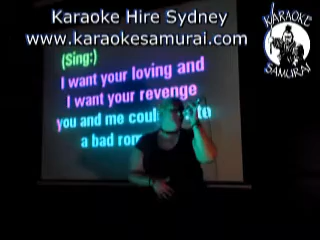 Karaoke Hire Sydney
www.karaokesamurai.com
KARAOKE
SAMURAI
(Sing:)
I want your loving and
I want your revenge
you and me
a bad